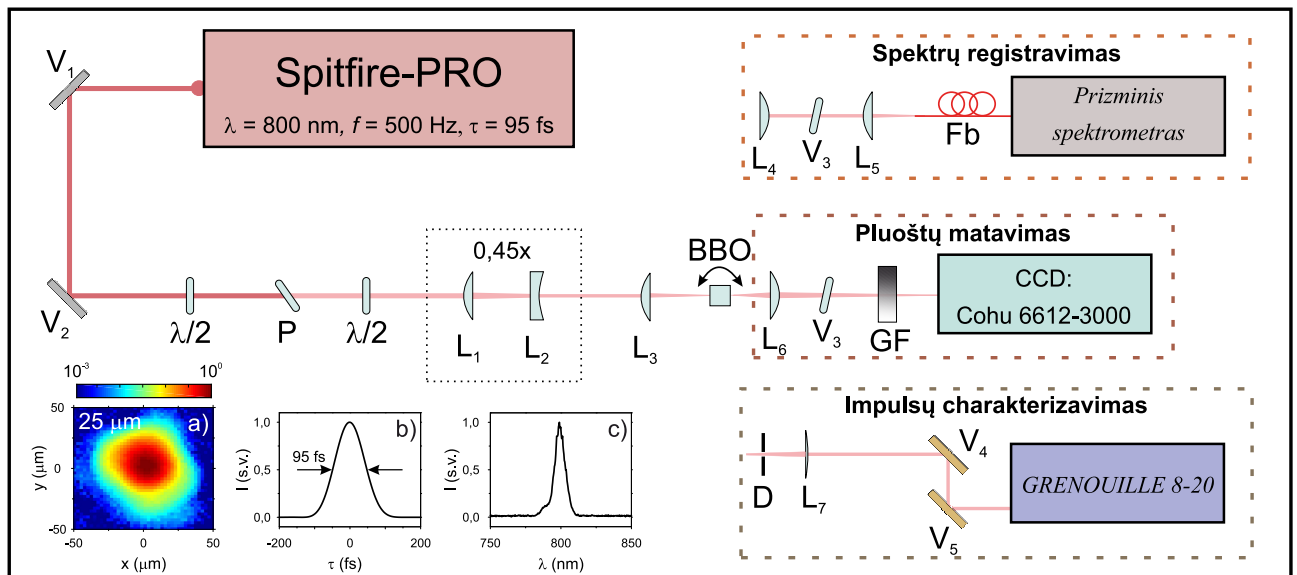 V₁
Spitfire-PRO
λ = 800 nm, f = 500 Hz, τ = 95 fs
V₂
λ/2
P
λ/2
0,45x
L₁
L₂
L₃
BBO
Spektrų registravimas
L₄
V₃
L₅
Fb
Prizminis
spektrometras
Pluoštų matavimas
L₆
V₃
GF
CCD:
Cohu 6612-3000
Impulsų charakterizavimas
D
L₇
V₄
V₅
GRENOUILLE 8-20
10⁻³
10⁰
25 μm
a)
50
0
-50
y (μm)
-50
0
50
x (μm)
b)
95 fs
1,0
0,5
0,0
I (s.v.)
-200
0
200
τ (fs)
c)
1,0
0,5
0,0
I (s.v.)
750
800
850
λ (nm)